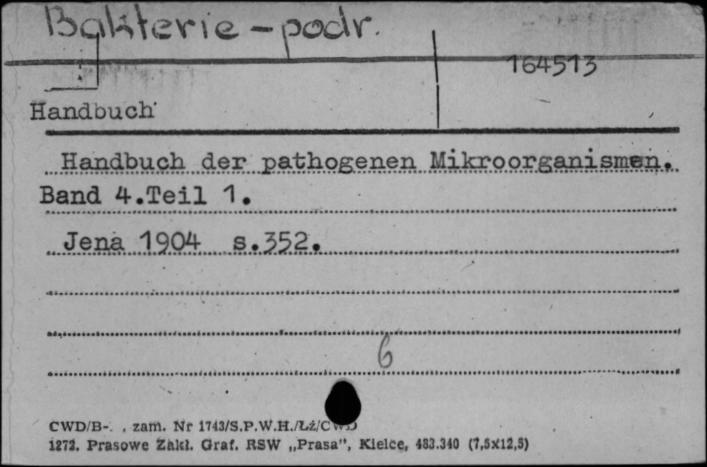 Bakterie - podr.
164513
Handbuch
Handbuch der pathogenen Mikroorganismen.
Band 4.Teil 1.
Jena 1904 s.352.
6
CWD/B-. , zam. Nr 1743/S.P.W.H./Łź/CWD
1272. Prasowe Zakł. Graf. RSW „Prasa", Kielce, 483.340 (7,5x12,5)